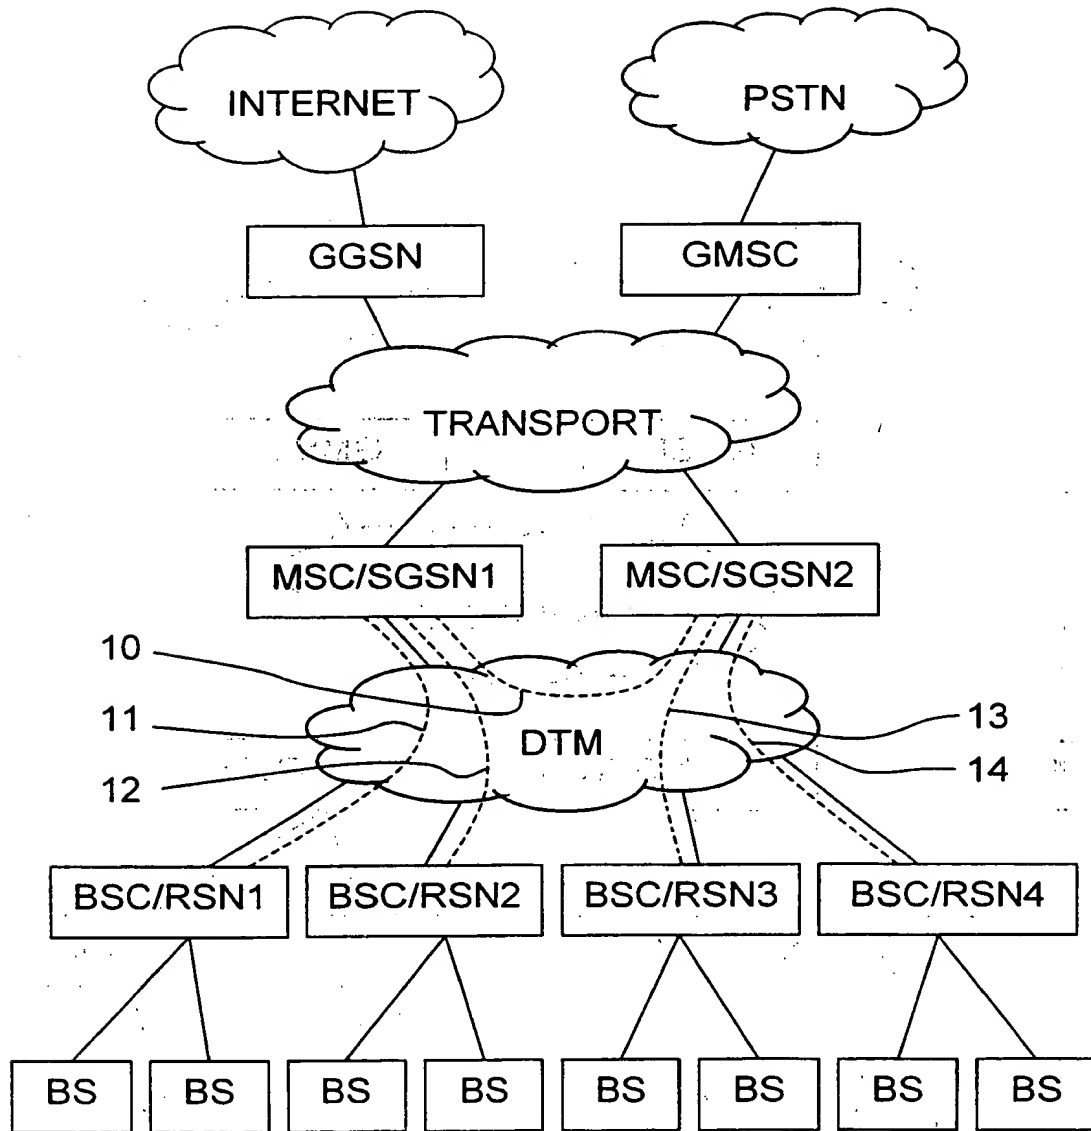 INTERNET
PSTN
GGSN
GMSC
TRANSPORT
MSC/SGSN1
MSC/SGSN2
10
11
12
DTM
13
14
BSC/RSN1
BSC/RSN2
BSC/RSN3
BSC/RSN4
BS
BS
BS
BS
BS
BS
BS
BS